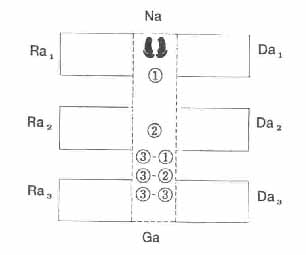 Na
Ra₁ Da₁
①
Ra₂ Da₂
②
③-①
③-②
Ra₃ ③-③ Da₃
Ga